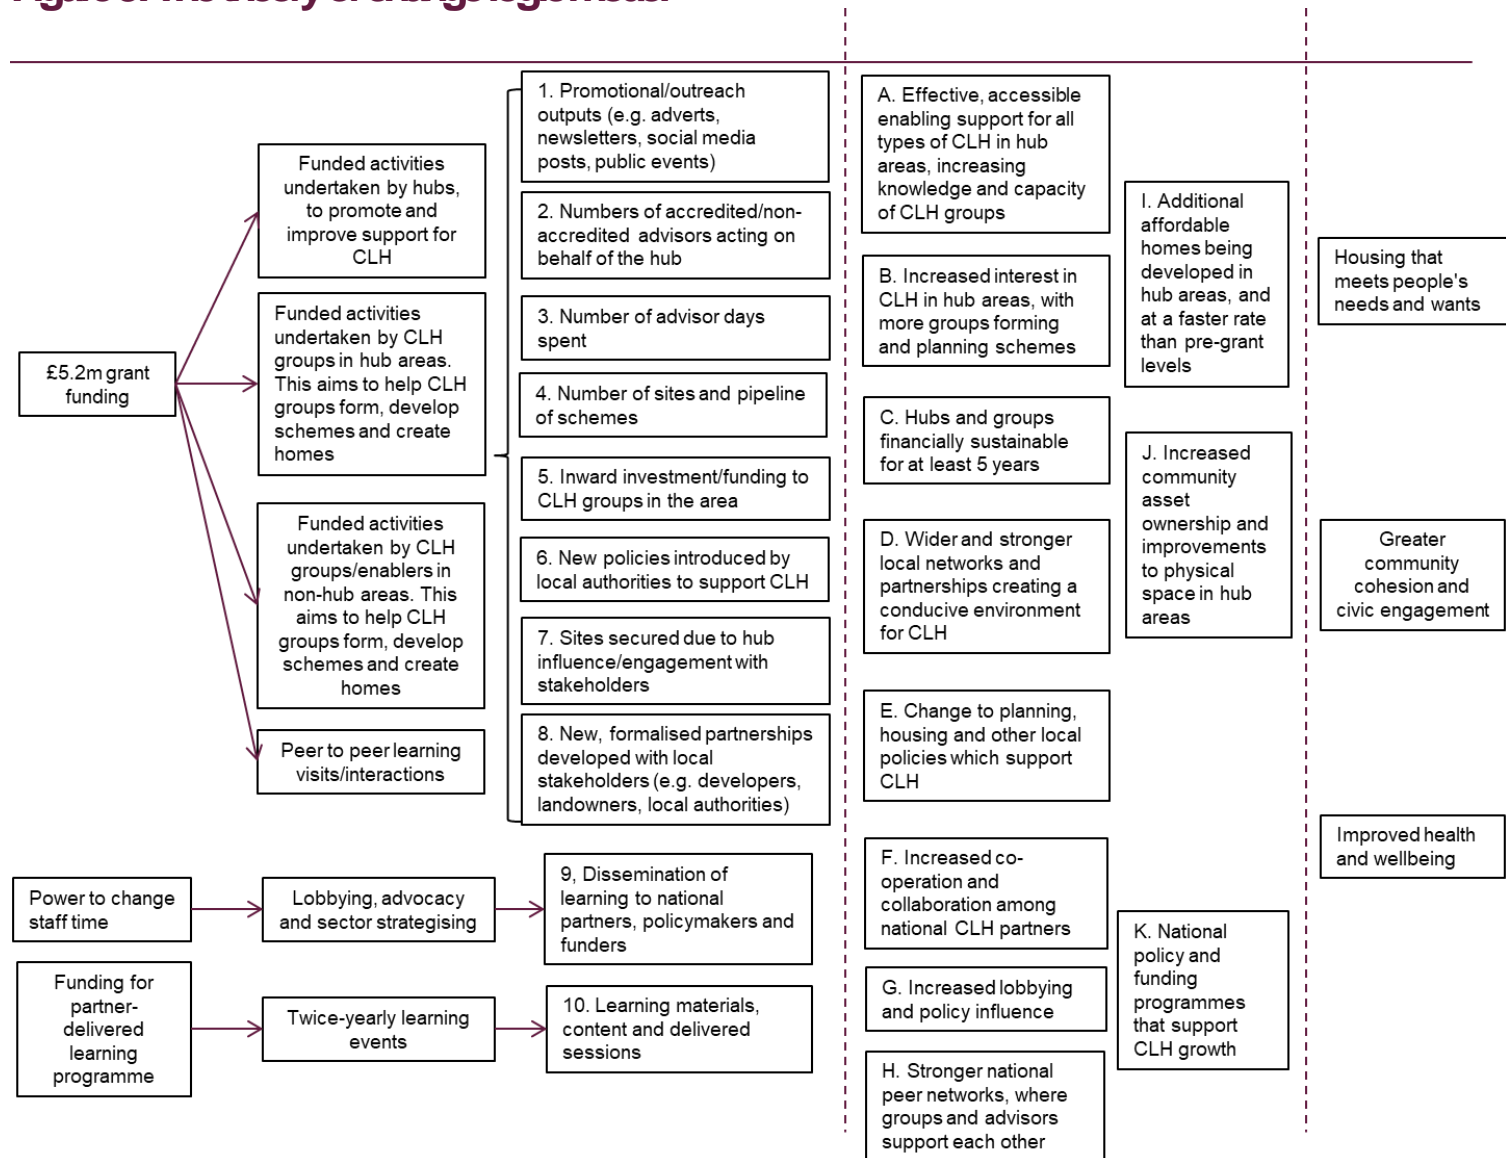 £5.2m grant
funding
Power to change
staff time
Funding for
partner-
delivered
learning
programme
Funded activities
undertaken by hubs,
to promote and
improve support for
CLH
Funded activities
undertaken by CLH
groups in hub areas.
This aims to help CLH
groups form, develop
schemes and create
homes
Funded activities
undertaken by CLH
groups/enablers in
non-hub areas. This
aims to help CLH
groups form, develop
schemes and create
homes
Peer to peer learning
visits/interactions
Lobbying, advocacy
and sector strategising
Twice-yearly learning
events
1. Promotional/outreach
outputs (e.g. adverts,
newsletters, social media
posts, public events)
2. Numbers of accredited/non-
accredited advisors acting on
behalf of the hub
3. Number of advisor days
spent
4. Number of sites and pipeline
of schemes
5. Inward investment/funding to
CLH groups in the area
6. New policies introduced by
local authorities to support CLH
7. Sites secured due to hub
influence/engagement with
stakeholders
8. New, formalised partnerships
developed with local
stakeholders (e.g. developers,
landowners, local authorities)
9, Dissemination of
learning to national
partners, policymakers and
funders
10. Learning materials,
content and delivered
sessions
A. Effective, accessible
enabling support for all
types of CLH in hub
areas, increasing
knowledge and capacity
of CLH groups
B. Increased interest in
CLH in hub areas, with
more groups forming
and planning schemes
C. Hubs and groups
financially sustainable
for at least 5 years
D. Wider and stronger
local networks and
partnerships creating a
conducive environment
for CLH
E. Change to planning,
housing and other local
policies which support
CLH
F. Increased co-
operation and
collaboration among
national CLH partners
G. Increased lobbying
and policy influence
H. Stronger national
peer networks, where
groups and advisors
support each other
I. Additional
affordable
homes being
developed in
hub areas, and
at a faster rate
than pre-grant
levels
J. Increased
community
asset
ownership and
improvements
to physical
space in hub
areas
K. National
policy and
funding
programmes
that support
CLH growth
Housing that
meets people's
needs and wants
Greater
community
cohesion and
civic engagement
Improved health
and wellbeing